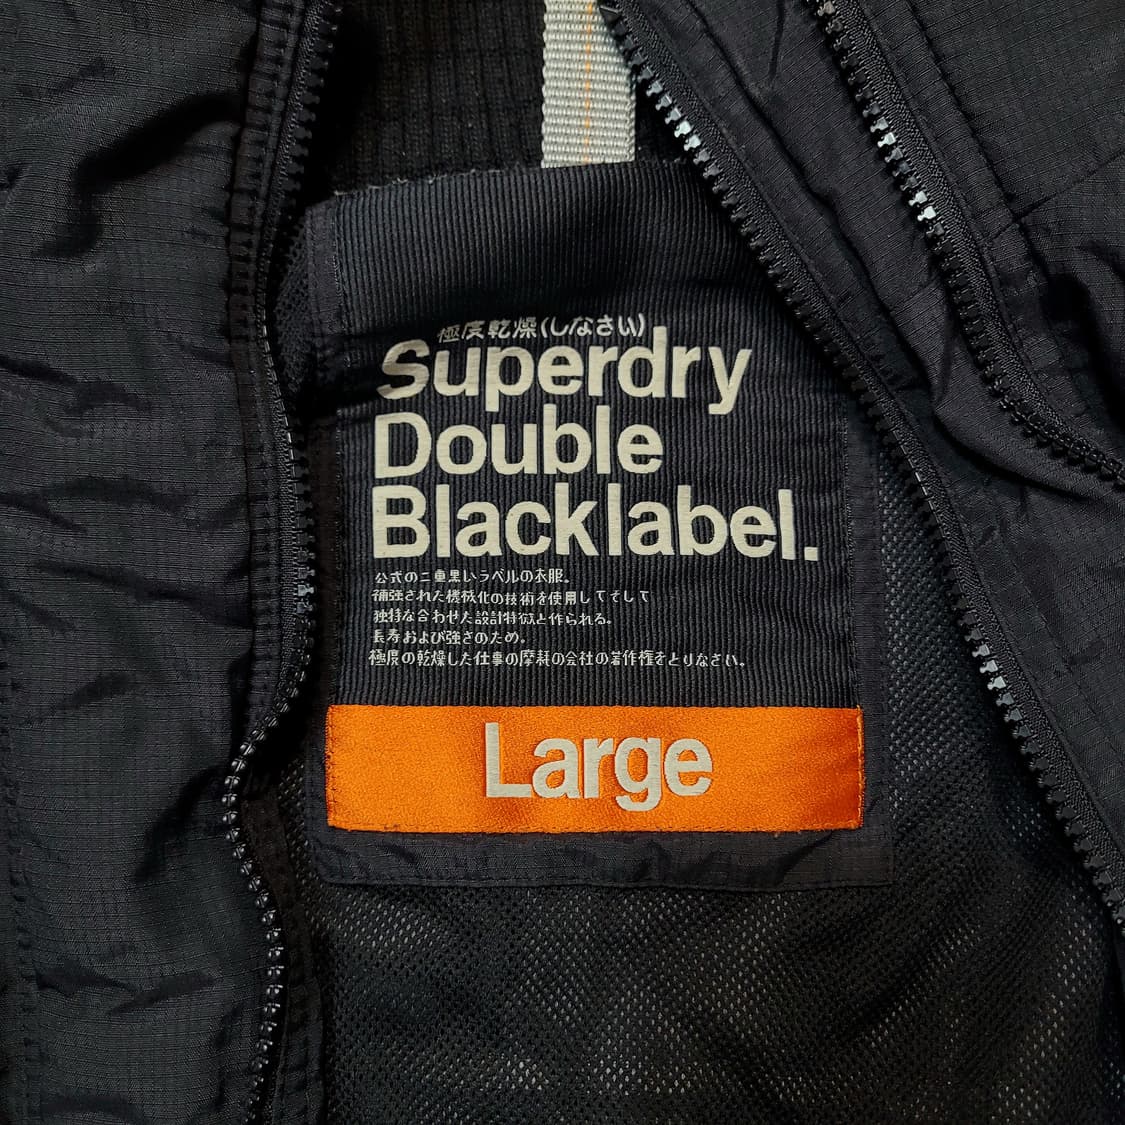 極度乾燥(しなさい)
Superdry
Double
Blacklabel.
公式の二重黒いラベルの衣服。
補強された機械化の技術を使用してそして
独特な合わせた設計特徴と作られる。
長寿および強さのため。
極度の乾燥した仕事の摩耗の会社の著作権をとりなさい。
Large